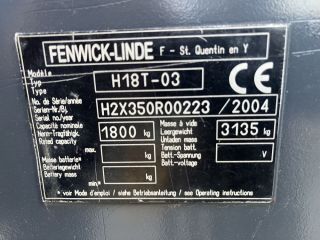 FENWICK-LINDE F - St. Quentin en Y
Modèle
Typ
Type
H18T-03
CE
No. de Série/année
Serien-Nr./Bj.
Serial no./year
H2X350R00223 / 2004
Capacité nominale
Nenn-Tragfähigk.
Rated capacity
1800 kg
Masse à vide
Leergewicht
Unladen mass
3135 kg
Masse batterie*
Batteriegewicht
Battery mass
max. kg
min.* kg
Tension batt.
Batt.-Spannung
Batt.-voltage
V
* voir Mode d'emploi / siehe Betriebsanleitung / see Operating instructions